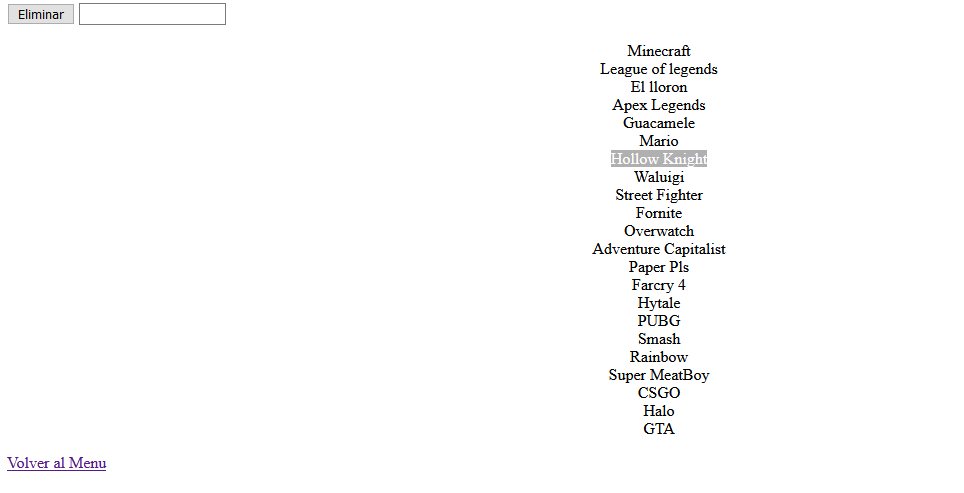 Eliminar
Minecraft
League of legends
El lloron
Apex Legends
Guacamele
Mario
Hollow Knight
Waluigi
Street Fighter
Fornite
Overwatch
Adventure Capitalist
Paper Pls
Farcry 4
Hytale
PUBG
Smash
Rainbow
Super MeatBoy
CSGO
Halo
GTA
Volver al Menu